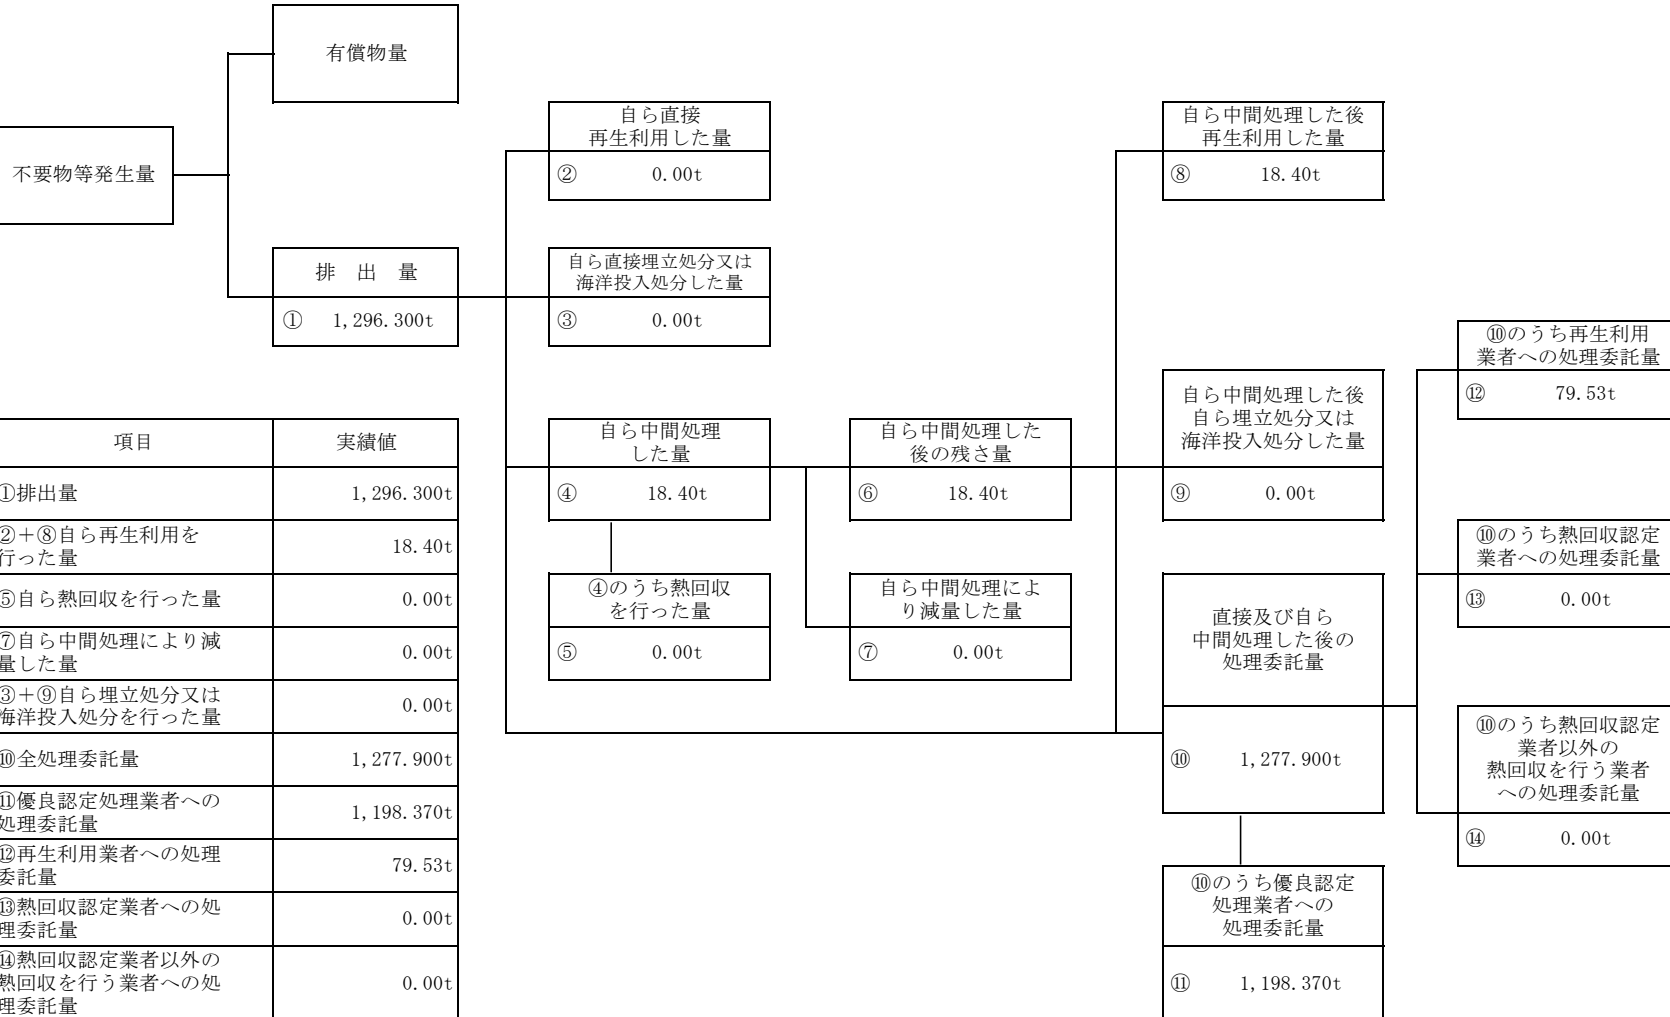 有償物量
不要物等発生量
排　出　量
① 1,296.300t
自ら直接
再生利用した量
② 0.00t
自ら直接埋立処分又は
海洋投入処分した量
③ 0.00t
自ら中間処理
した量
④ 18.40t
④のうち熱回収
を行った量
⑤ 0.00t
自ら中間処理した
後の残さ量
⑥ 18.40t
自ら中間処理によ
り減量した量
⑦ 0.00t
自ら中間処理した後
再生利用した量
⑧ 18.40t
自ら中間処理した後
自ら埋立処分又は
海洋投入処分した量
⑨ 0.00t
直接及び自ら
中間処理した後の
処理委託量
⑩ 1,277.900t
⑩のうち優良認定
処理業者への
処理委託量
⑪ 1,198.370t
⑩のうち再生利用
業者への処理委託量
⑫ 79.53t
⑩のうち熱回収認定
業者への処理委託量
⑬ 0.00t
⑩のうち熱回収認定
業者以外の
熱回収を行う業者
への処理委託量
⑭ 0.00t
項目 実績値
①排出量 1,296.300t
②＋⑧自ら再生利用を
行った量 18.40t
⑤自ら熱回収を行った量 0.00t
⑦自ら中間処理により減
量した量 0.00t
③＋⑨自ら埋立処分又は
海洋投入処分を行った量 0.00t
⑩全処理委託量 1,277.900t
⑪優良認定処理業者への
処理委託量 1,198.370t
⑫再生利用業者への処理
委託量 79.53t
⑬熱回収認定業者への処
理委託量 0.00t
⑭熱回収認定業者以外の
熱回収を行う業者への処
理委託量 0.00t